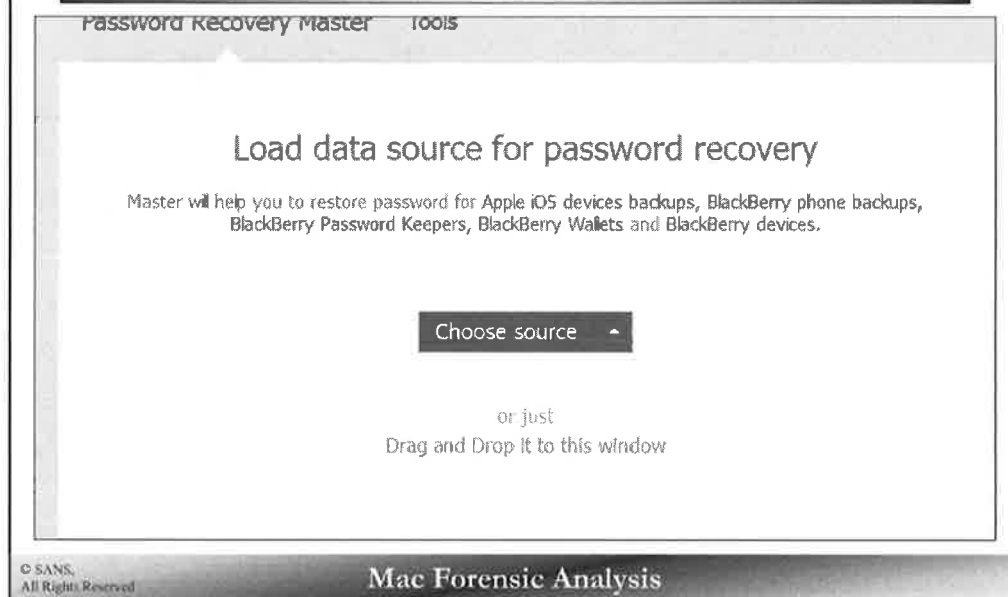 Password Recovery Master Tools
Load data source for password recovery
Master will help you to restore password for Apple iOS devices backups, BlackBerry phone backups,
BlackBerry Password Keepers, BlackBerry Wallets and BlackBerry devices.
Choose source
or just
Drag and Drop it to this window
© SANS,
All Rights Reserved
Mac Forensic Analysis